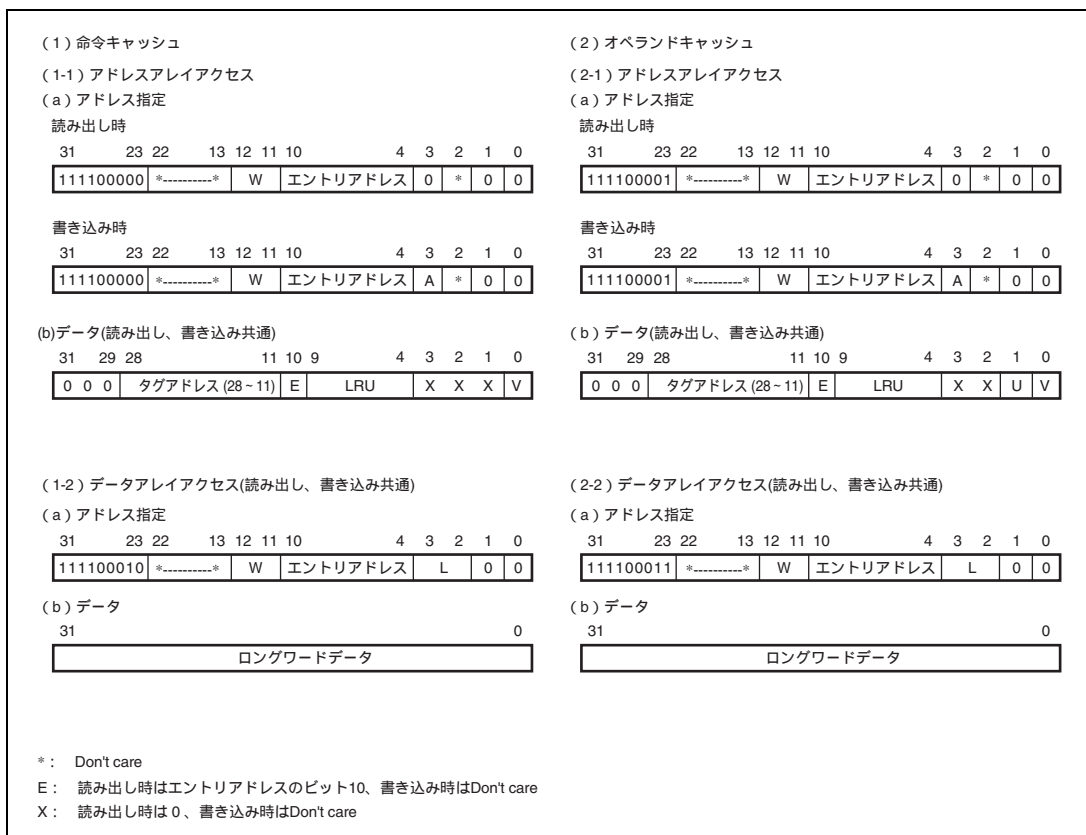 （1）命令キャッシュ
（1-1）アドレスアレイアクセス
（a）アドレス指定
読み出し時
31 23 22 13 12 11 10 4 3 2 1 0
111100000 *----------* W エントリアドレス 0 * 0 0
書き込み時
31 23 22 13 12 11 10 4 3 2 1 0
111100000 *----------* W エントリアドレス A * 0 0
(b)データ(読み出し、書き込み共通)
31 29 28 11 10 9 4 3 2 1 0
0 0 0 タグアドレス (28～11) E LRU X X X V
（1-2）データアレイアクセス(読み出し、書き込み共通)
（a）アドレス指定
31 23 22 13 12 11 10 4 3 2 1 0
111100010 *----------* W エントリアドレス L 0 0
（b）データ
31 0
ロングワードデータ
（2）オペランドキャッシュ
（2-1）アドレスアレイアクセス
（a）アドレス指定
読み出し時
31 23 22 13 12 11 10 4 3 2 1 0
111100001 *----------* W エントリアドレス 0 * 0 0
書き込み時
31 23 22 13 12 11 10 4 3 2 1 0
111100001 *----------* W エントリアドレス A * 0 0
（b）データ(読み出し、書き込み共通)
31 29 28 11 10 9 4 3 2 1 0
0 0 0 タグアドレス (28～11) E LRU X X U V
（2-2）データアレイアクセス(読み出し、書き込み共通)
（a）アドレス指定
31 23 22 13 12 11 10 4 3 2 1 0
111100011 *----------* W エントリアドレス L 0 0
（b）データ
31 0
ロングワードデータ
*： Don't care
E： 読み出し時はエントリアドレスのビット10、書き込み時はDon't care
X： 読み出し時は 0 、書き込み時はDon't care